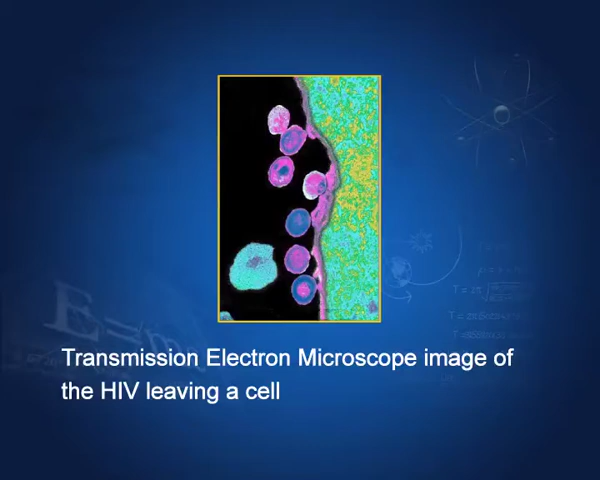 Transmission Electron Microscope image of
the HIV leaving a cell